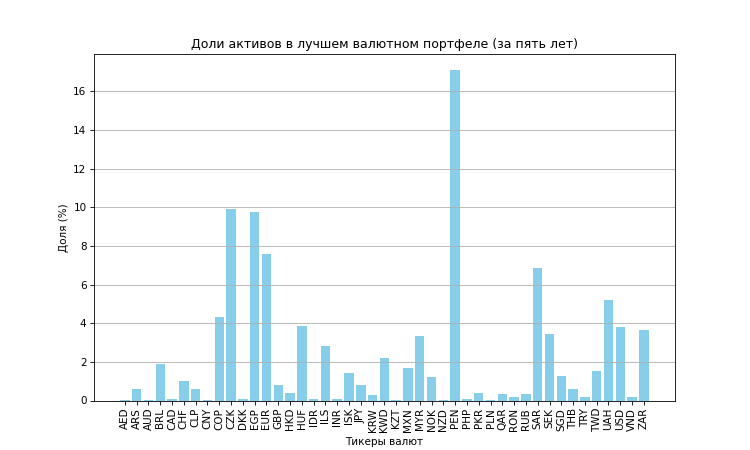 Доли активов в лучшем валютном портфеле (за пять лет)
Доля (%)
16
14
12
10
8
6
4
2
0
AED ARS AUD BRL CAD CHF CLP CNY COP CZK DKK EGP EUR GBP HKD HUF IDR ILS INR ISK JPY KRW KWD KZT MXN MYR NOK NZD PEN PHP PKR PLN QAR RON RUB SAR SEK SGD THB TRY TWD UAH USD VND ZAR
Тикеры валют